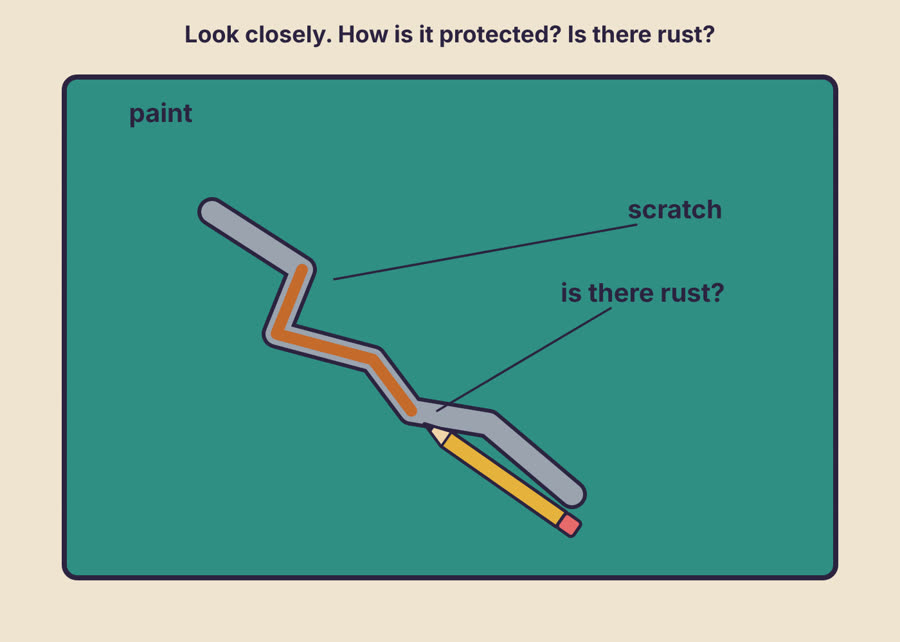 Look closely. How is it protected? Is there rust?
paint
scratch
is there rust?